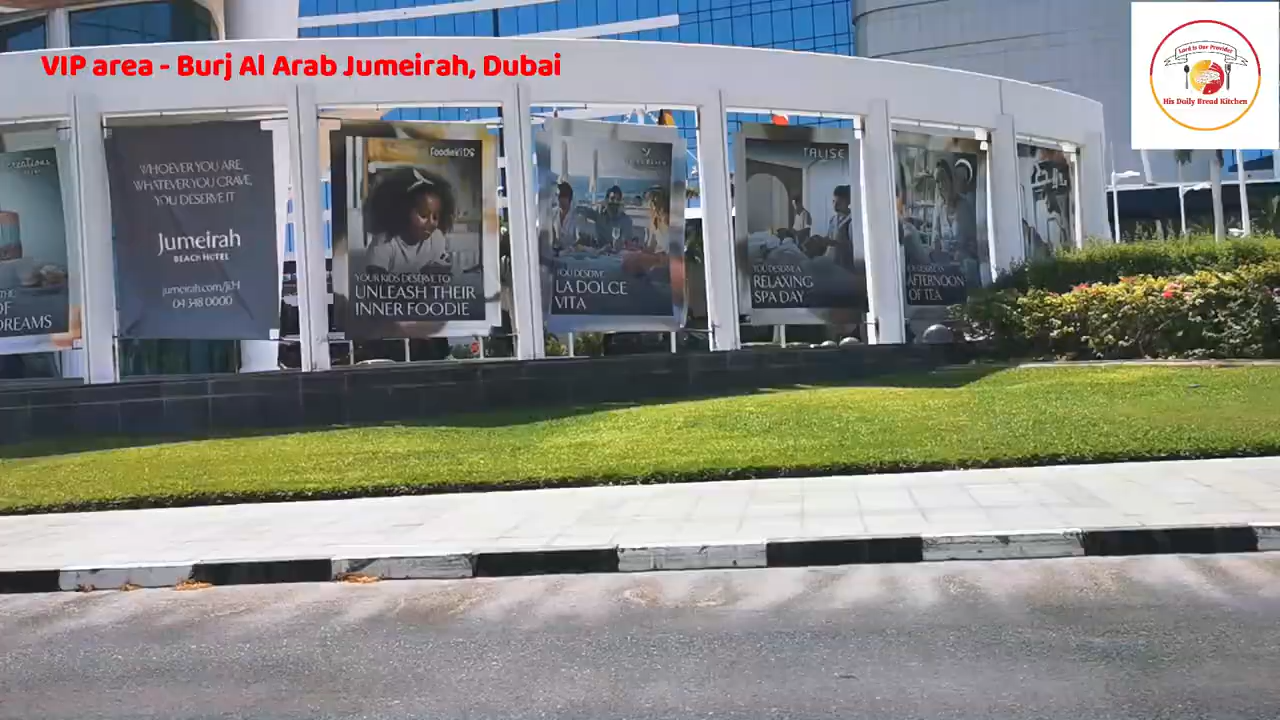 VIP area - Burj Al Arab Jumeirah, Dubai
Lord is Our Provider
His Daily Bread Kitchen
creations
OF
DREAMS
WHOEVER YOU ARE,
WHATEVER YOU CRAVE,
YOU DESERVE IT
Jumeirah
BEACH HOTEL
jumeirah.com/JBH
04 348 0000
FoodieKiDS
YOUR KIDS DESERVE TO
UNLEASH THEIR
INNER FOODIE
YOU DESERVE
LA DOLCE
VITA
TALISE
YOU DESERVE A
RELAXING
SPA DAY
AFTERNOON
OF TEA